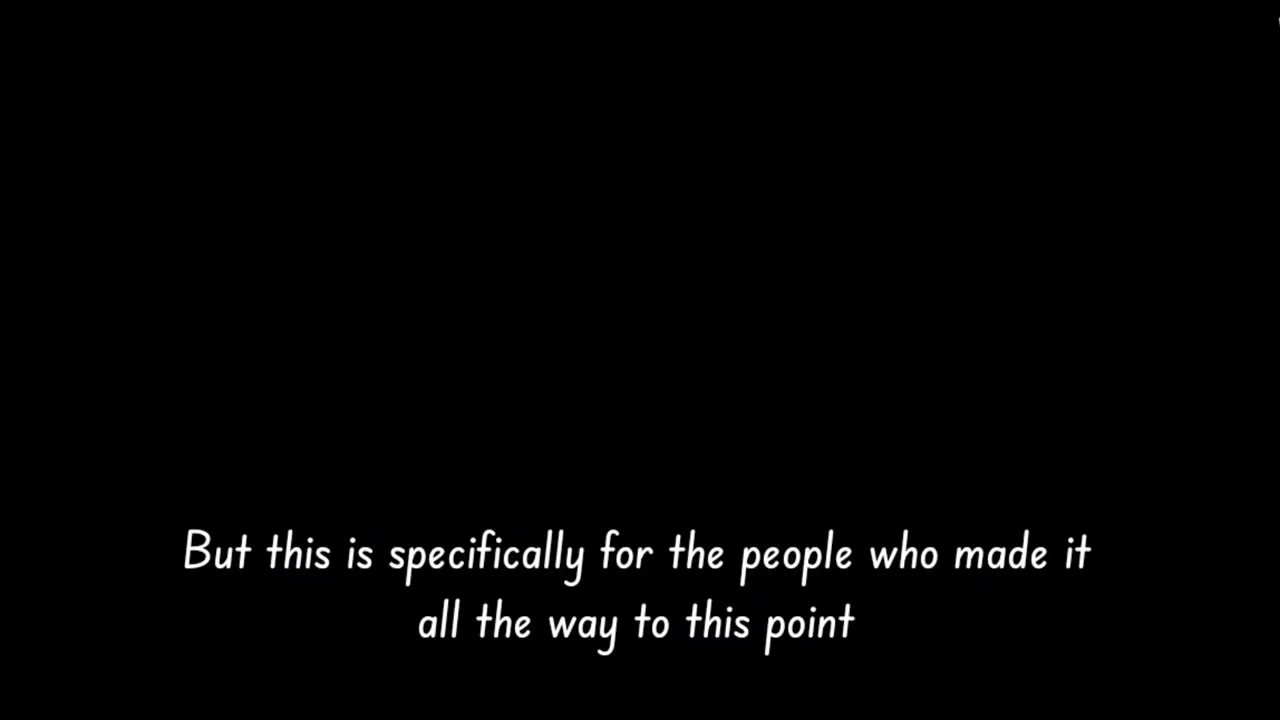 But this is specifically for the people who made it
all the way to this point